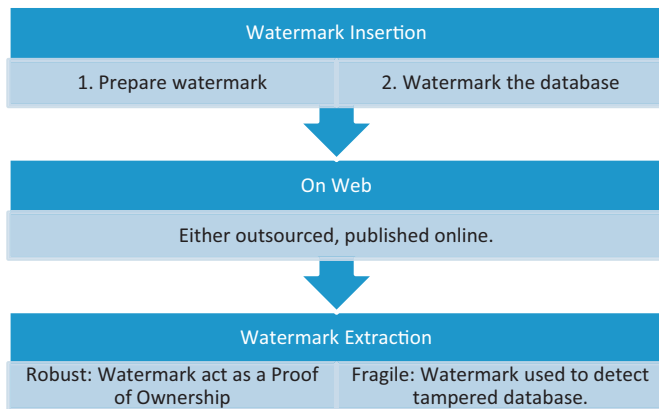 Watermark Insertion
1. Prepare watermark
2. Watermark the database
On Web
Either outsourced, published online.
Watermark Extraction
Robust: Watermark act as a Proof
of Ownership
Fragile: Watermark used to detect
tampered database.